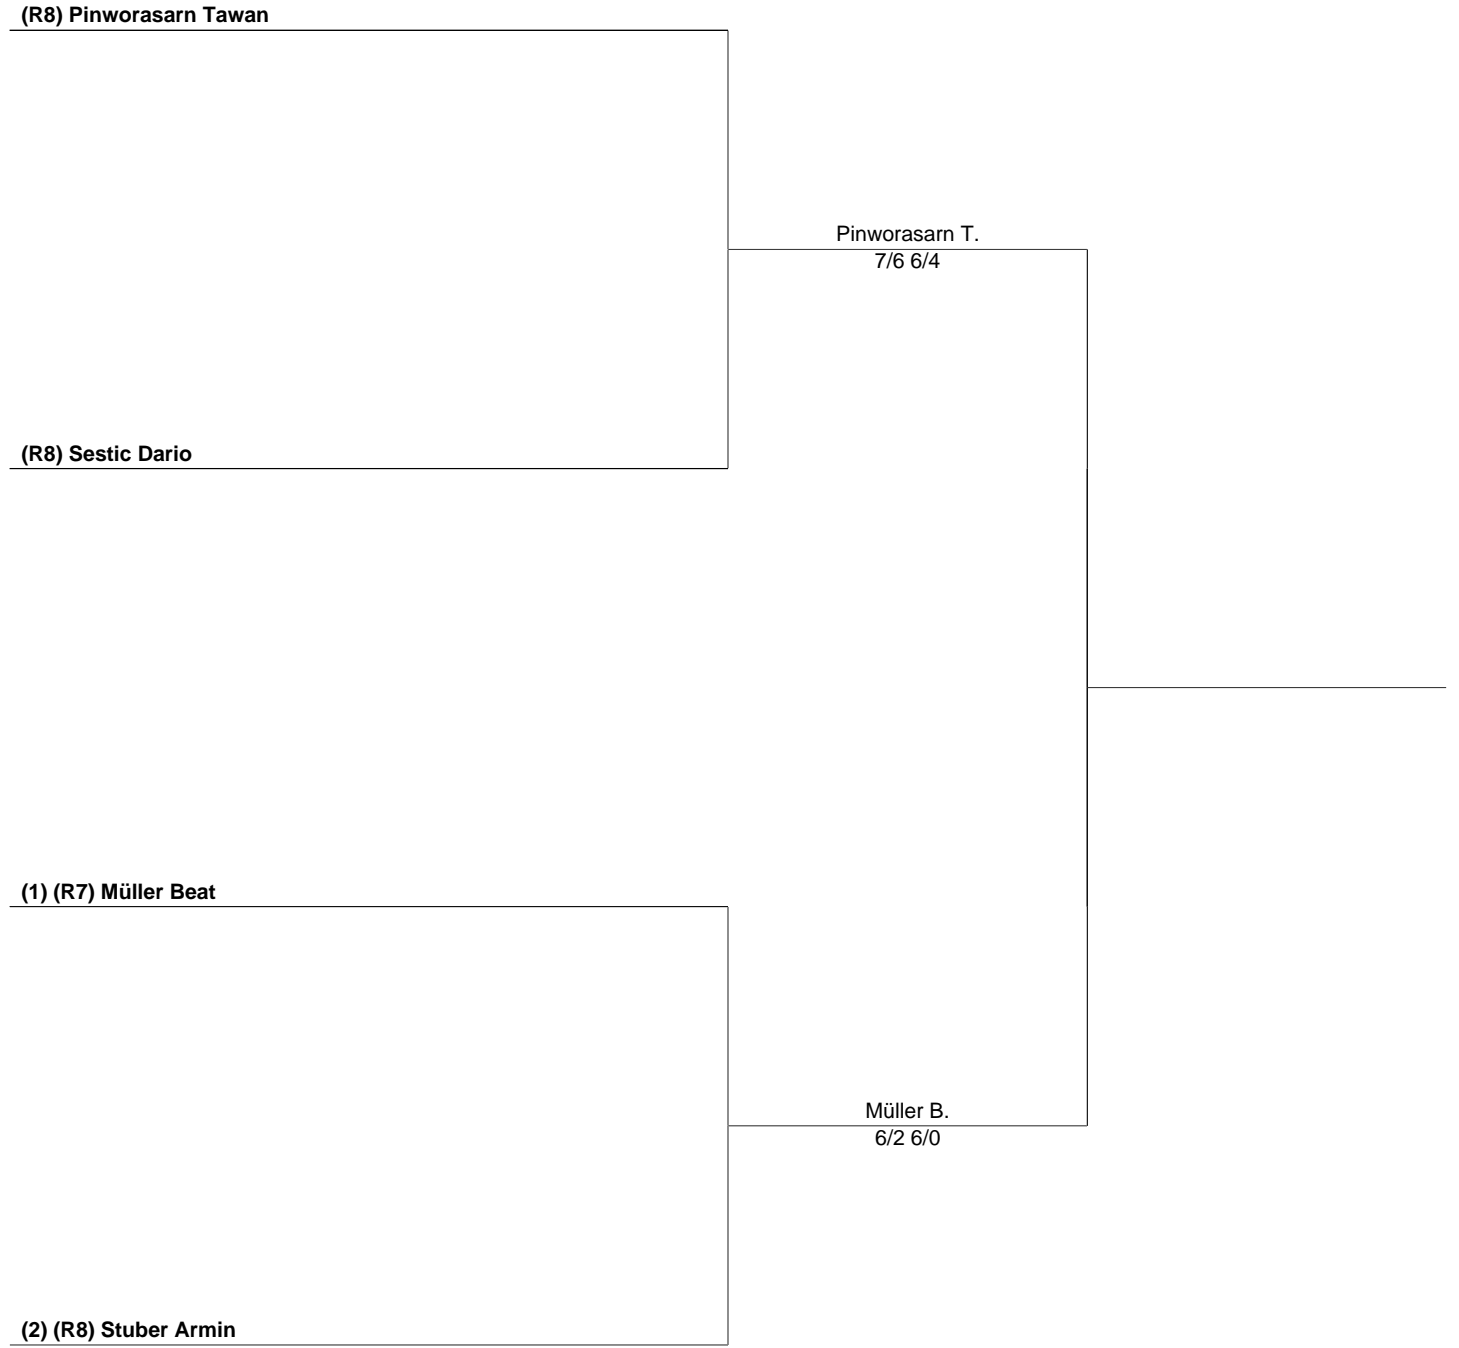 (R8) Pinworasarn Tawan
Pinworasarn T.
7/6 6/4
(R8) Sestic Dario
(1) (R7) Müller Beat
Müller B.
6/2 6/0
(2) (R8) Stuber Armin